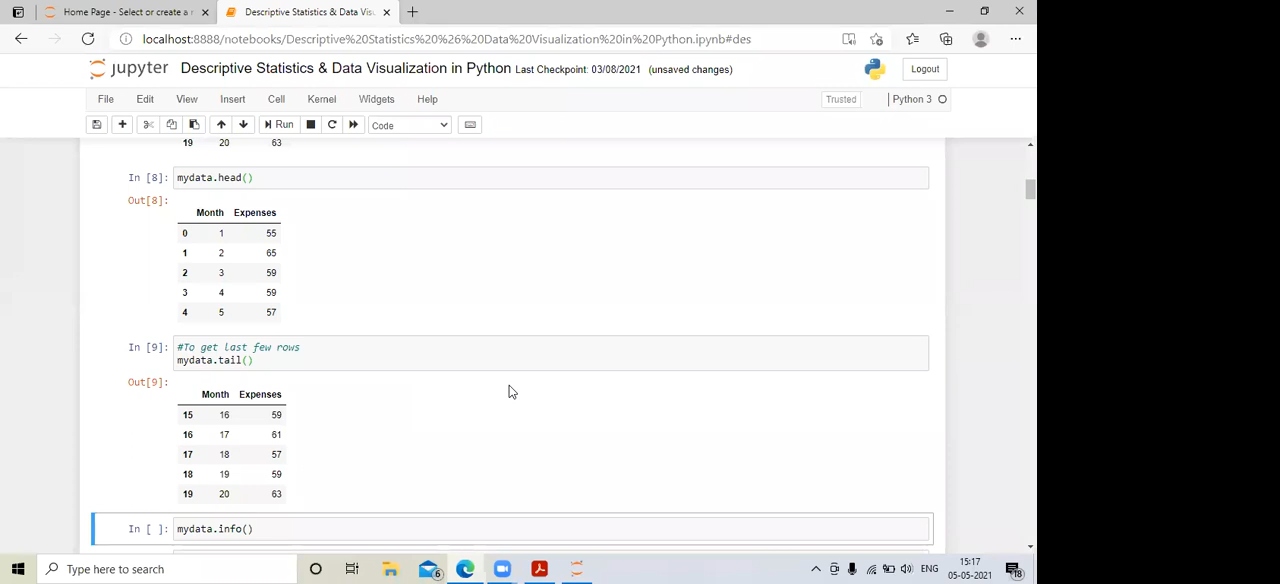 Home Page - Select or create a n
Descriptive Statistics & Data Visu
localhost:8888/notebooks/Descriptive%20Statistics%20%26%20Data%20Visualization%20in%20Python.ipynb#des
jupyter Descriptive Statistics & Data Visualization in Python Last Checkpoint: 03/08/2021 (unsaved changes) Logout
File Edit View Insert Cell Kernel Widgets Help Trusted Python 3
Run Code
19 20 63
In [8]: mydata.head()
Out[8]:
Month Expenses
0 1 55
1 2 65
2 3 59
3 4 59
4 5 57
In [9]: #To get last few rows
mydata.tail()
Out[9]:
Month Expenses
15 16 59
16 17 61
17 18 57
18 19 59
19 20 63
In [ ]: mydata.info()
Type here to search
6
ENG
15:17
05-05-2021
18